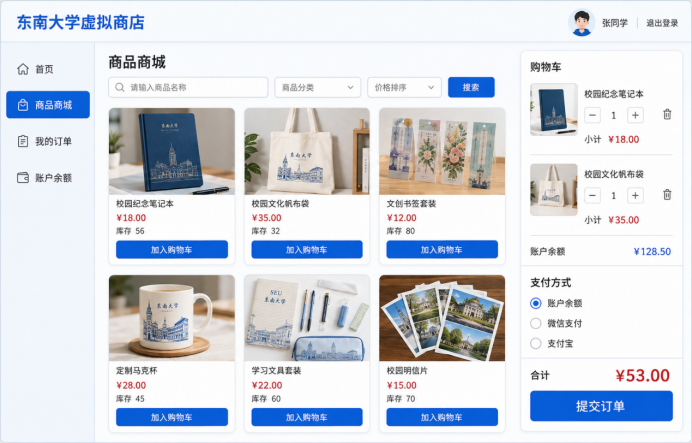 东南大学虚拟商店
张同学
退出登录
首页
商品商城
我的订单
账户余额
商品商城
请输入商品名称
商品分类
价格排序
搜索
东南大学
校园纪念笔记本
¥18.00
库存 56
加入购物车
东南大学
校园文化帆布袋
¥35.00
库存 32
加入购物车
文创书签套装
¥12.00
库存 80
加入购物车
东南大学
定制马克杯
¥28.00
库存 45
加入购物车
SEU
东南大学
学习文具套装
¥22.00
库存 60
加入购物车
校园明信片
¥15.00
库存 70
加入购物车
购物车
校园纪念笔记本
− 1 +
小计 ¥18.00
校园文化帆布袋
− 1 +
小计 ¥35.00
账户余额 ¥128.50
支付方式
账户余额
微信支付
支付宝
合计 ¥53.00
提交订单